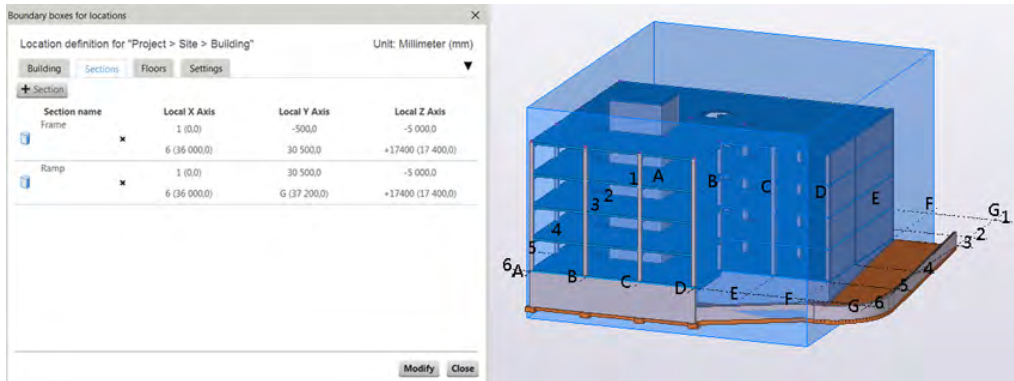 Boundary boxes for locations
Location definition for "Project > Site > Building" Unit: Millimeter (mm)
Building Sections Floors Settings
+ Section
Section name Local X Axis Local Y Axis Local Z Axis
Frame 1 (0,0) -500,0 -5 000,0
6 (36 000,0) 30 500,0 +17400 (17 400,0)
Ramp 1 (0,0) 30 500,0 -5 000,0
6 (36 000,0) G (37 200,0) +17400 (17 400,0)
Modify Close
1 A B C D E F G 1
3 2 2
4 3
5 4
6 A B C D E F G 6 5